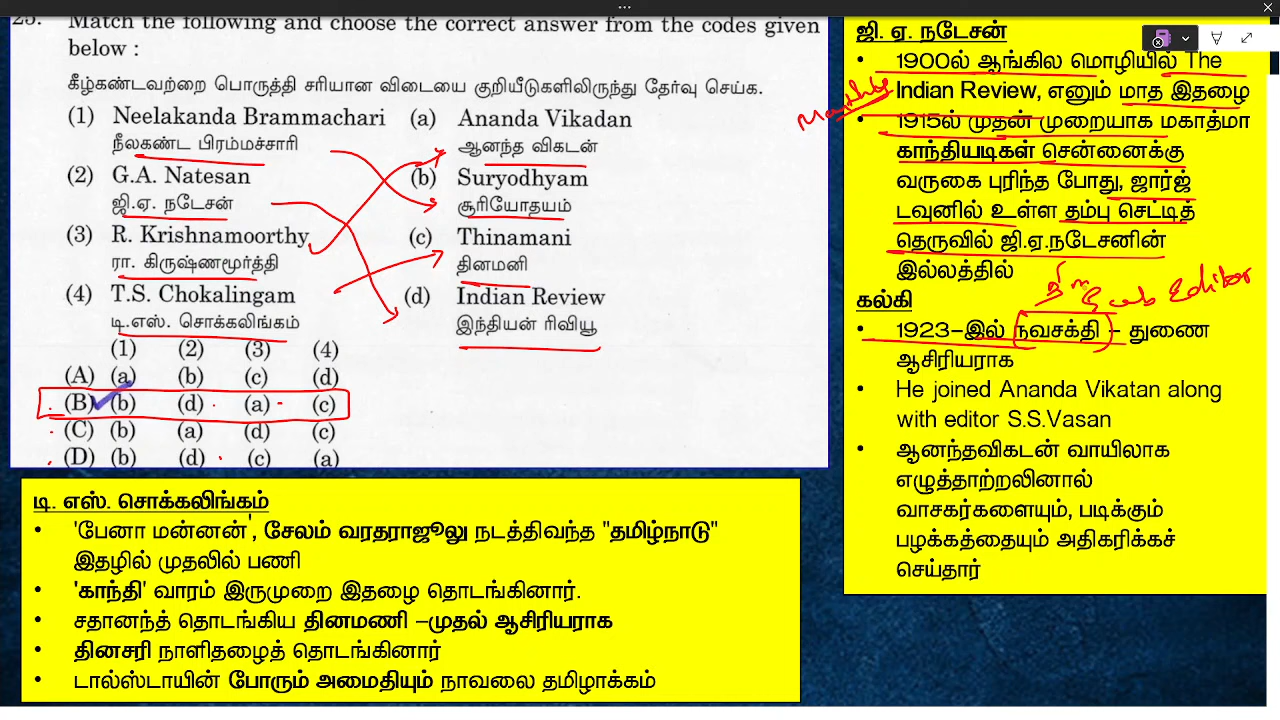 25. Match the following and choose the correct answer from the codes given
below :
கீழ்கண்டவற்றை பொருத்தி சரியான விடையை குறியீடுகளிலிருந்து தேர்வு செய்க.
(1) Neelakanda Brammachari (a) Ananda Vikadan
நீலகண்ட பிரம்மச்சாரி ஆனந்த விகடன்
(2) G.A. Natesan (b) Suryodhyam
ஜி.ஏ. நடேசன் சூரியோதயம்
(3) R. Krishnamoorthy (c) Thinamani
ரா. கிருஷ்ணமூர்த்தி தினமனி
(4) T.S. Chokalingam (d) Indian Review
டி.எஸ். சொக்கலிங்கம் இந்தியன் ரிவியூ
(1) (2) (3) (4)
(A) (a) (b) (c) (d)
(B) (b) (d) (a) (c)
(C) (b) (a) (d) (c)
(D) (b) (d) (c) (a)
டி. எஸ். சொக்கலிங்கம்
• 'பேனா மன்னன்', சேலம் வரதராஜூலு நடத்திவந்த "தமிழ்நாடு"
இதழில் முதலில் பணி
• 'காந்தி' வாரம் இருமுறை இதழை தொடங்கினார்.
• சதானந்த் தொடங்கிய தினமணி –முதல் ஆசிரியராக
• தினசரி நாளிதழைத் தொடங்கினார்
• டால்ஸ்டாயின் போரும் அமைதியும் நாவலை தமிழாக்கம்
ஜி. ஏ. நடேசன்
• 1900ல் ஆங்கில மொழியில் The
Indian Review, எனும் மாத இதழை
Monthly
• 1915ல் முதன் முறையாக மகாத்மா
காந்தியடிகள் சென்னைக்கு
வருகை புரிந்த போது, ஜார்ஜ்
டவுனில் உள்ள தம்பு செட்டித்
தெருவில் ஜி.ஏ.நடேசனின்
இல்லத்தில்
கல்கி
Sub Editor
• 1923-இல் நவசக்தி – துணை
ஆசிரியராக
• He joined Ananda Vikatan along
with editor S.S.Vasan
• ஆனந்தவிகடன் வாயிலாக
எழுத்தாற்றலினால்
வாசகர்களையும், படிக்கும்
பழக்கத்தையும் அதிகரிக்கச்
செய்தார்